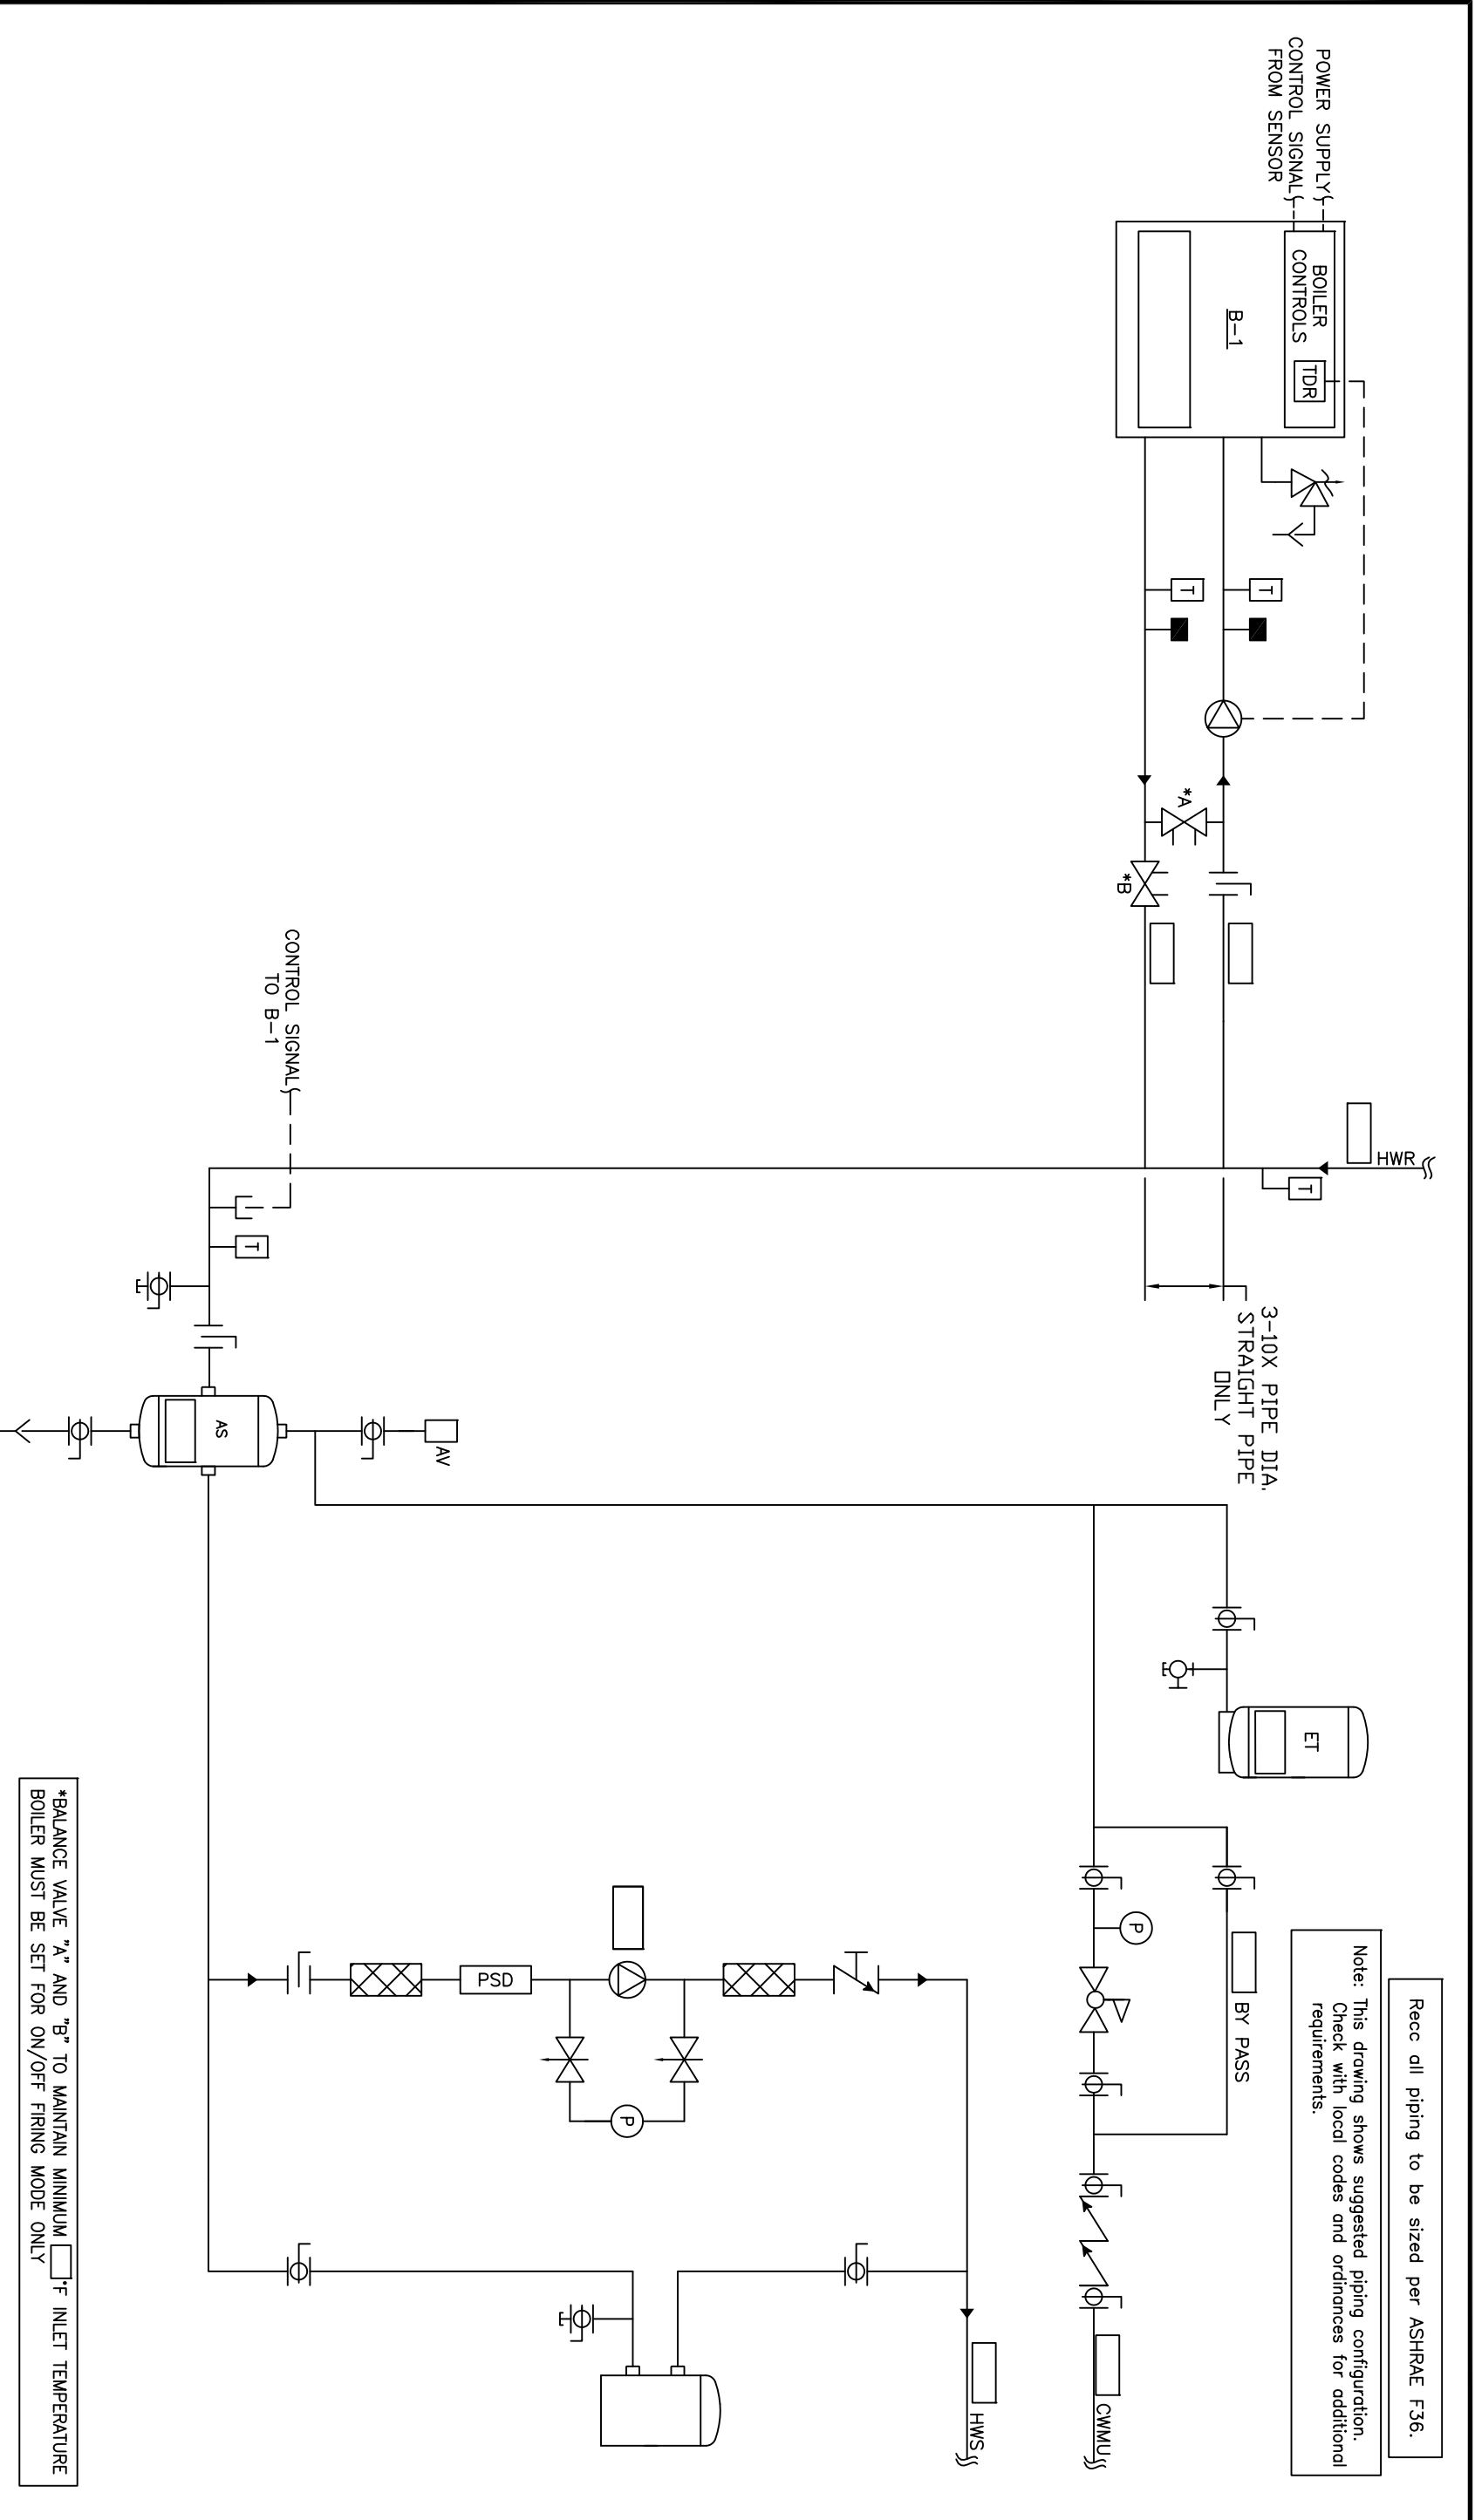 POWER SUPPLY
CONTROL SIGNAL
FROM SENSOR
BOILER
CONTROLS
TDR
B-1
T
T
*A
*B
HWR
T
3-10X PIPE DIA.
STRAIGHT PIPE
ONLY
CONTROL SIGNAL
TO B-1
T
AS
AV
ET
P
BY PASS
PSD
P
CWMU
HWS
Recc all piping to be sized per ASHRAE F36.
Note: This drawing shows suggested piping configuration.
Check with local codes and ordinances for additional
requirements.
*BALANCE VALVE "A" AND "B" TO MAINTAIN MINIMUM °F INLET TEMPERATURE
BOILER MUST BE SET FOR ON/OFF FIRING MODE ONLY